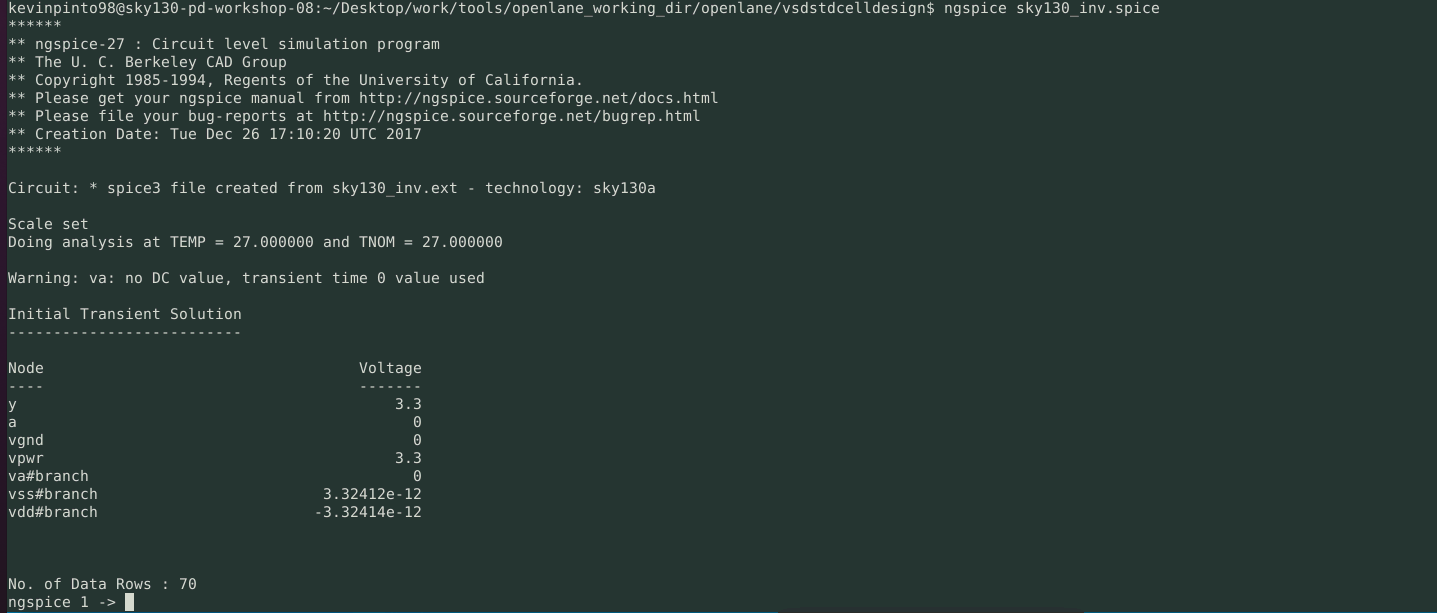 kevinpinto98@sky130-pd-workshop-08:~/Desktop/work/tools/openlane_working_dir/openlane/vsdstdcelldesign$ ngspice sky130_inv.spice
******
** ngspice-27 : Circuit level simulation program
** The U. C. Berkeley CAD Group
** Copyright 1985-1994, Regents of the University of California.
** Please get your ngspice manual from http://ngspice.sourceforge.net/docs.html
** Please file your bug-reports at http://ngspice.sourceforge.net/bugrep.html
** Creation Date: Tue Dec 26 17:10:20 UTC 2017
******
Circuit: * spice3 file created from sky130_inv.ext - technology: sky130a
Scale set
Doing analysis at TEMP = 27.000000 and TNOM = 27.000000
Warning: va: no DC value, transient time 0 value used
Initial Transient Solution
--------------------------
Node                                   Voltage
----                                   -------
y                                          3.3
a                                            0
vgnd                                         0
vpwr                                       3.3
va#branch                                    0
vss#branch                         3.32412e-12
vdd#branch                        -3.32414e-12
No. of Data Rows : 70
ngspice 1 ->